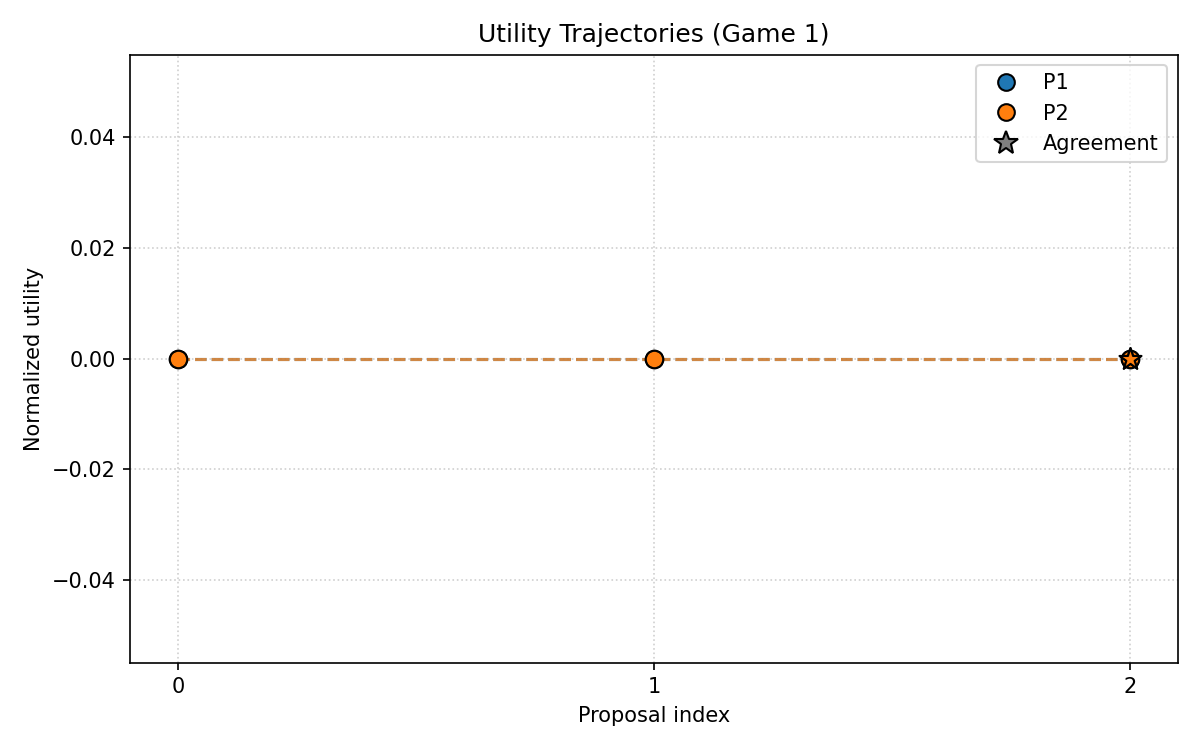 Utility Trajectories (Game 1)
P1
P2
Agreement
Normalized utility
0.04
0.02
0.00
−0.02
−0.04
0 1 2
Proposal index